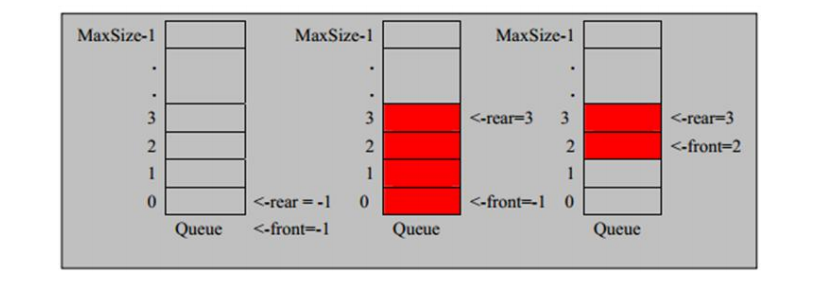 MaxSize-1 MaxSize-1 MaxSize-1
. . .
. . .
3 3 <-rear=3 3 <-rear=3
2 2 2 <-front=2
1 1 1
0 <-rear = -1 0 <-front=-1 0
Queue <-front=-1 Queue Queue